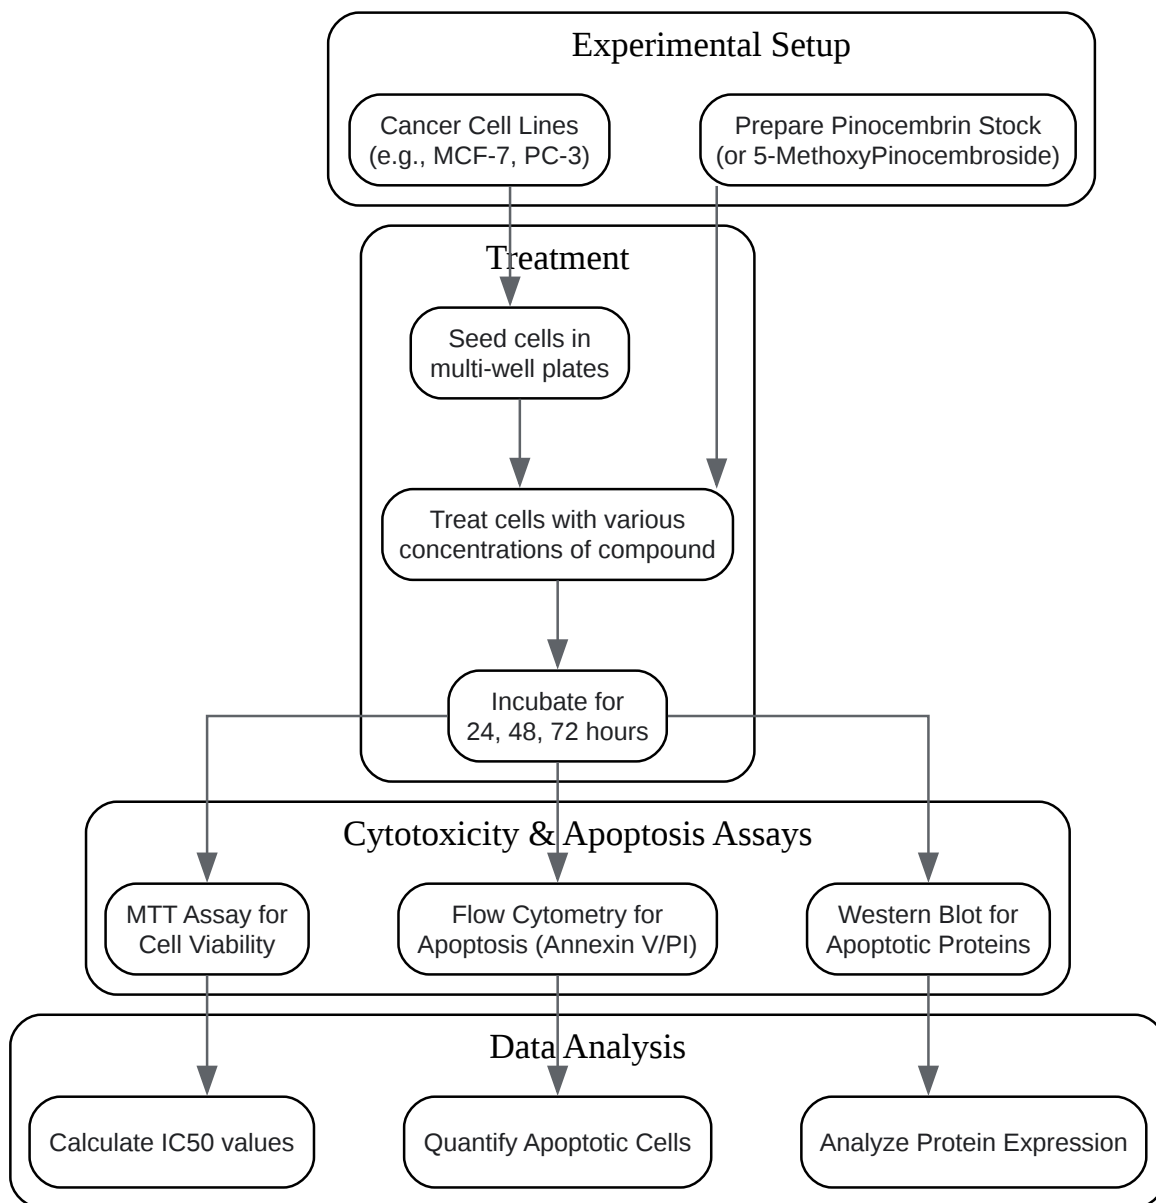 Experimental Setup
Cancer Cell Lines
(e.g., MCF-7, PC-3)
Prepare Pinocembrin Stock
(or 5-MethoxyPinocembroside)
Treatment
Seed cells in
multi-well plates
Treat cells with various
concentrations of compound
Incubate for
24, 48, 72 hours
Cytotoxicity & Apoptosis Assays
MTT Assay for
Cell Viability
Flow Cytometry for
Apoptosis (Annexin V/PI)
Western Blot for
Apoptotic Proteins
Data Analysis
Calculate IC50 values
Quantify Apoptotic Cells
Analyze Protein Expression